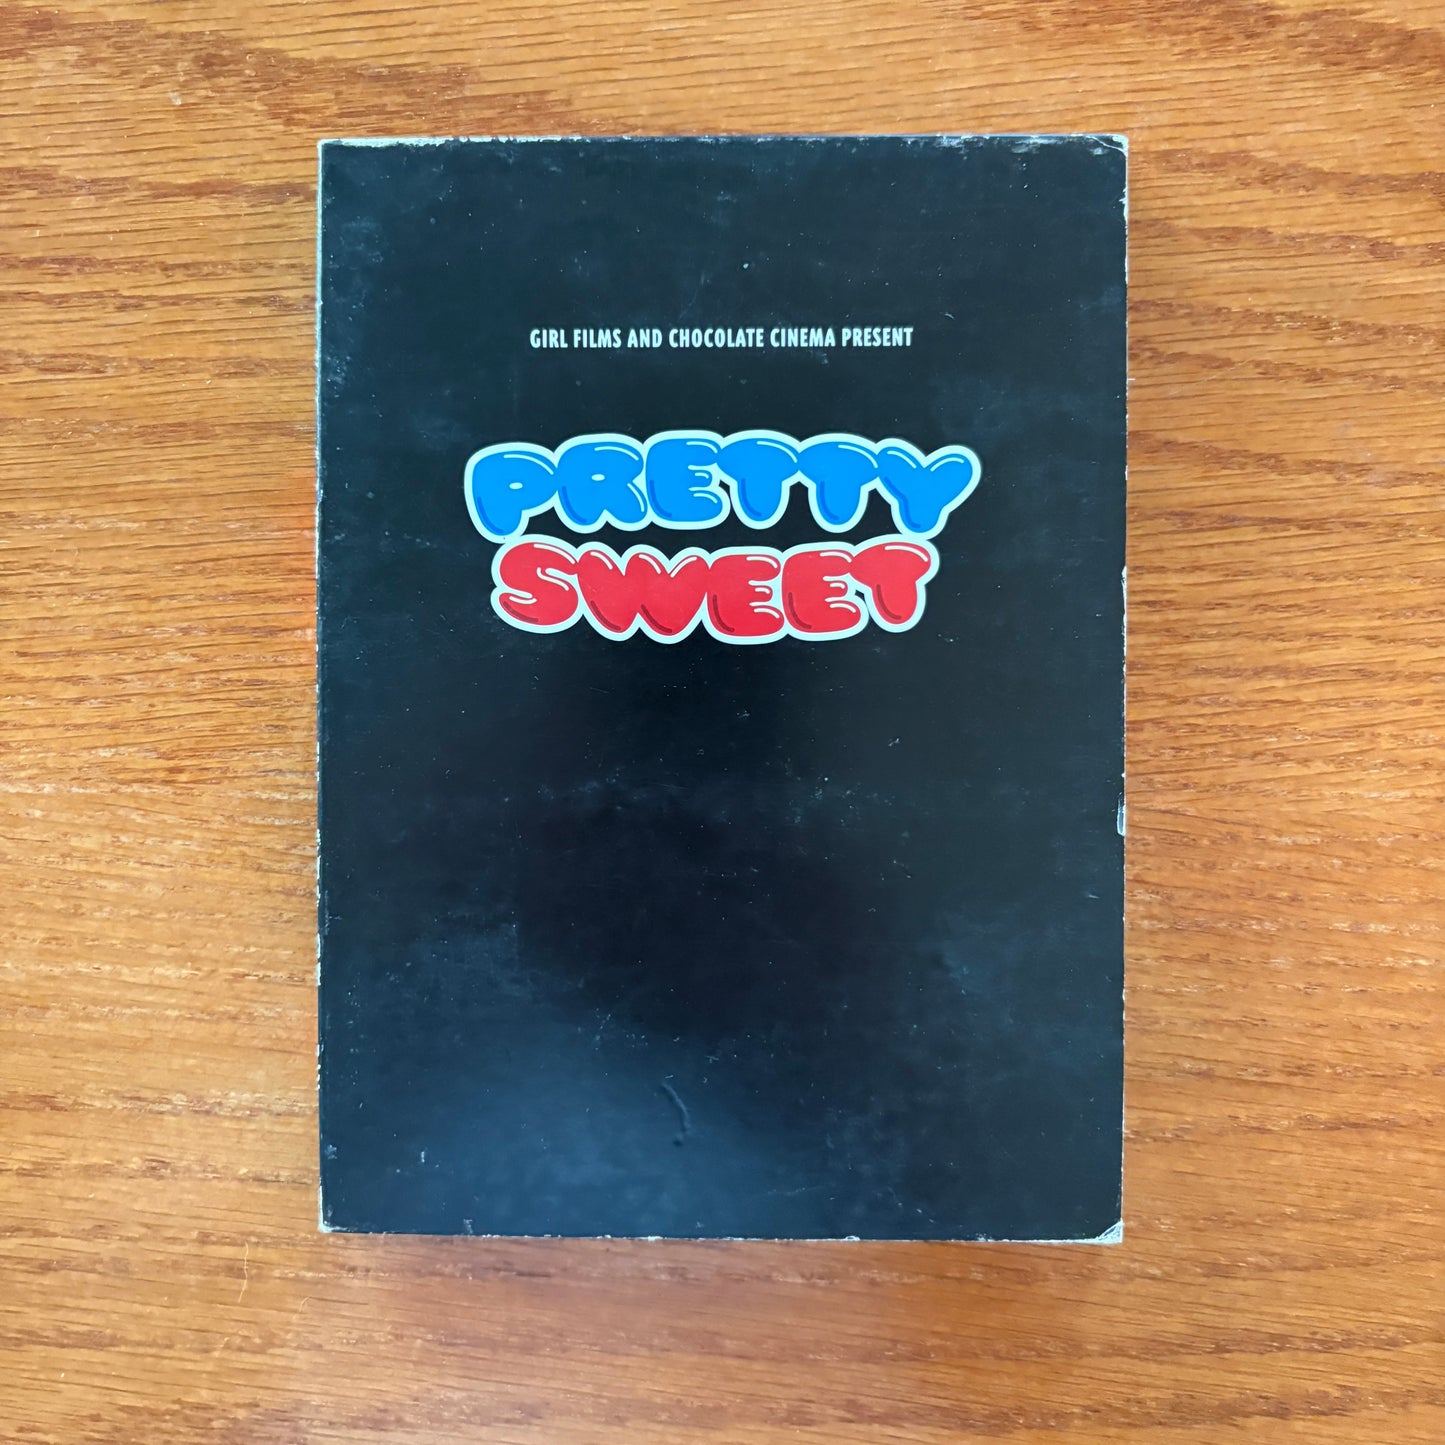 GIRL FILMS AND CHOCOLATE CINEMA PRESENT
PRETTY
SWEET